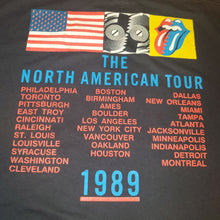 THE
NORTH AMERICAN TOUR
PHILADELPHIA
TORONTO
PITTSBURGH
EAST TROY
CINCINNATI
RALEIGH
ST. LOUIS
LOUISVILLE
SYRACUSE
WASHINGTON
CLEVELAND
BOSTON
BIRMINGHAM
AMES
BOULDER
LOS ANGELES
NEW YORK CITY
VANCOUVER
OAKLAND
HOUSTON
DALLAS
NEW ORLEANS
MIAMI
TAMPA
ATLANTA
JACKSONVILLE
MINNEAPOLIS
INDIANAPOLIS
DETROIT
MONTREAL
1989